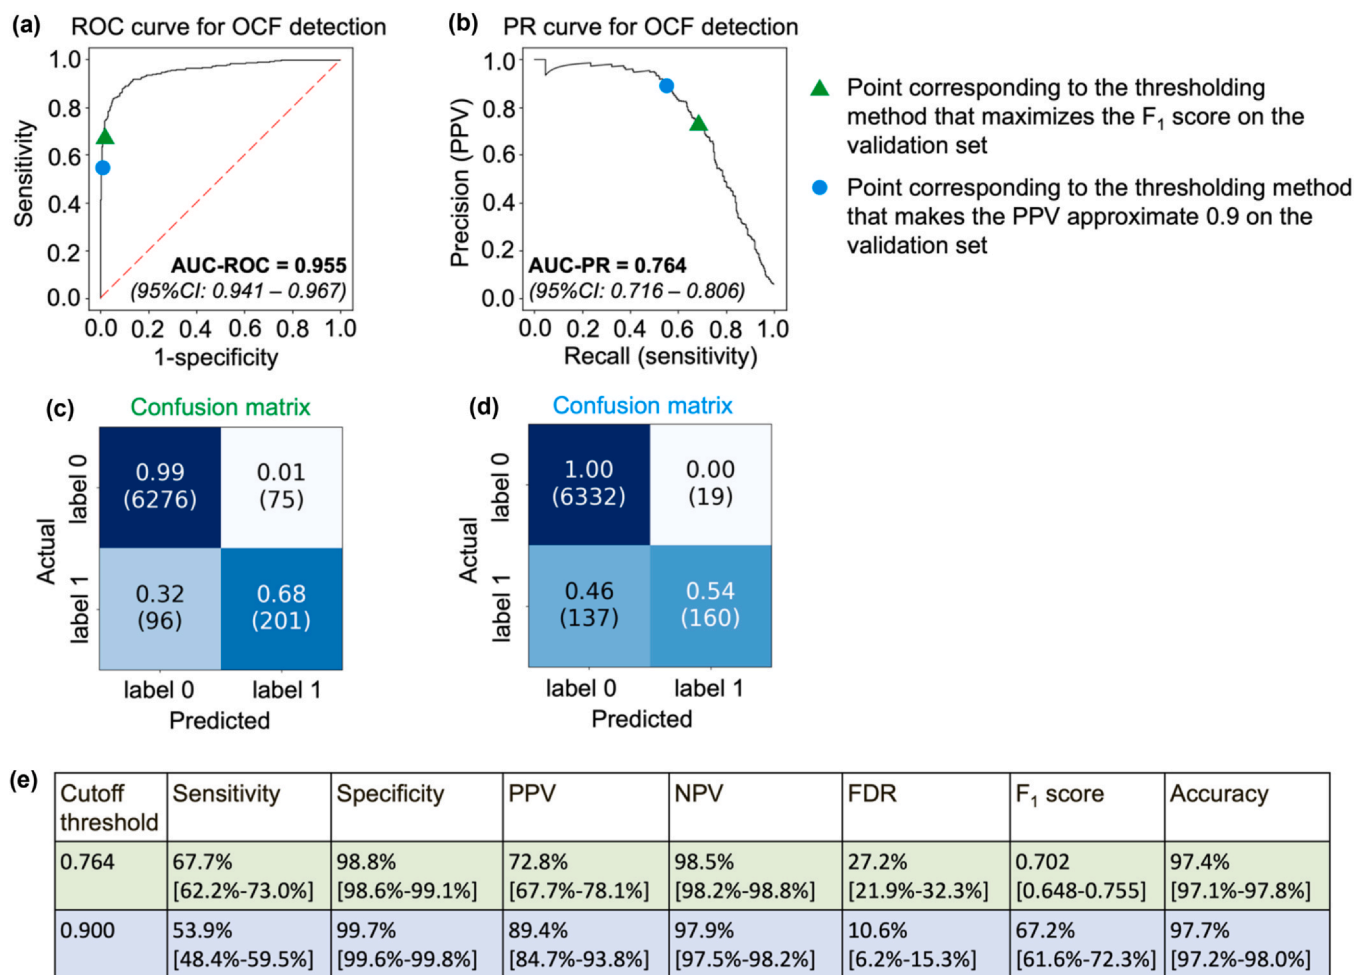 (a) ROC curve for OCF detection
Sensitivity
1.0
0.8
0.6
0.4
0.2
0.0
AUC-ROC = 0.955
(95%CI: 0.941 – 0.967)
0.0 0.2 0.4 0.6 0.8 1.0
1-specificity
(b) PR curve for OCF detection
Precision (PPV)
1.0
0.8
0.6
0.4
0.2
0.0
AUC-PR = 0.764
(95%CI: 0.716 – 0.806)
0.0 0.2 0.4 0.6 0.8 1.0
Recall (sensitivity)
Point corresponding to the thresholding
method that maximizes the F1 score on the
validation set
Point corresponding to the thresholding method
that makes the PPV approximate 0.9 on the
validation set
(c) Confusion matrix
Actual
label 0
label 1
0.99 0.01
(6276) (75)
0.32 0.68
(96) (201)
label 0 label 1
Predicted
(d) Confusion matrix
Actual
label 0
label 1
1.00 0.00
(6332) (19)
0.46 0.54
(137) (160)
label 0 label 1
Predicted
(e)
Cutoff Sensitivity Specificity PPV NPV FDR F1 score Accuracy
threshold
0.764 67.7% 98.8% 72.8% 98.5% 27.2% 0.702 97.4%
[62.2%-73.0%] [98.6%-99.1%] [67.7%-78.1%] [98.2%-98.8%] [21.9%-32.3%] [0.648-0.755] [97.1%-97.8%]
0.900 53.9% 99.7% 89.4% 97.9% 10.6% 67.2% 97.7%
[48.4%-59.5%] [99.6%-99.8%] [84.7%-93.8%] [97.5%-98.2%] [6.2%-15.3%] [61.6%-72.3%] [97.2%-98.0%]